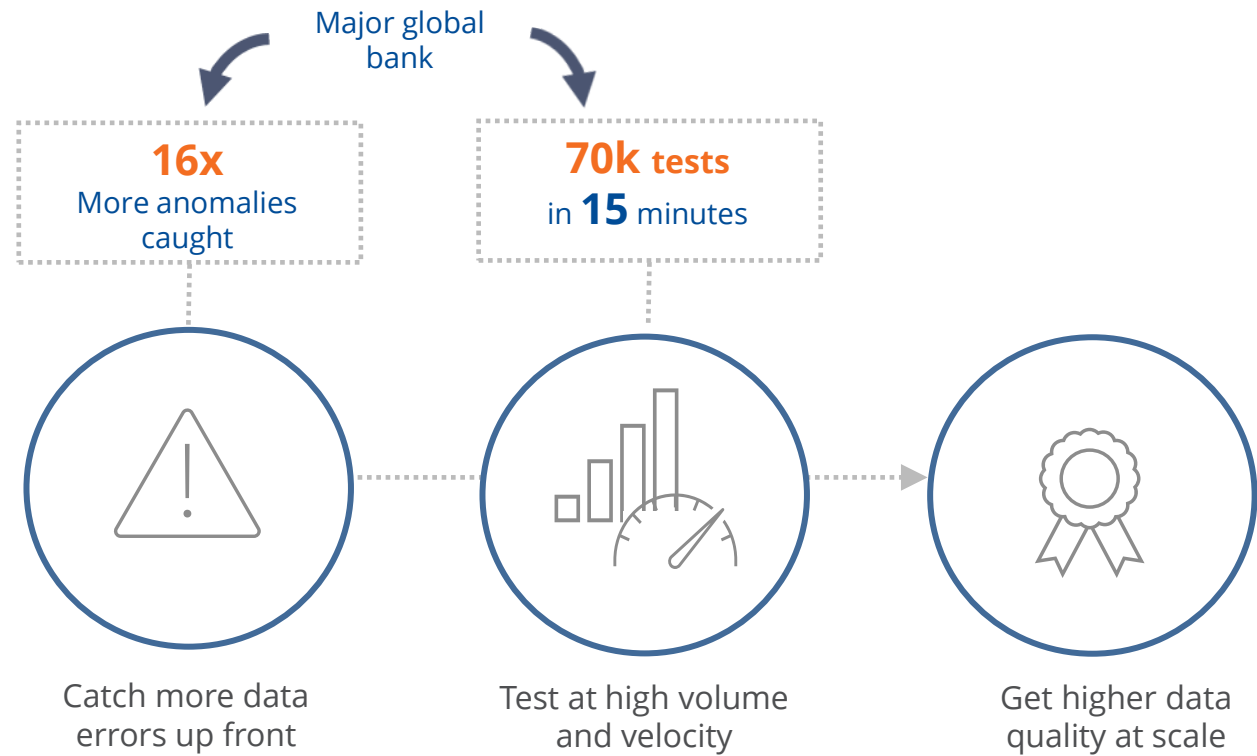 Major global
bank
16x
More anomalies
caught
70k tests
in 15 minutes
Catch more data
errors up front
Test at high volume
and velocity
Get higher data
quality at scale